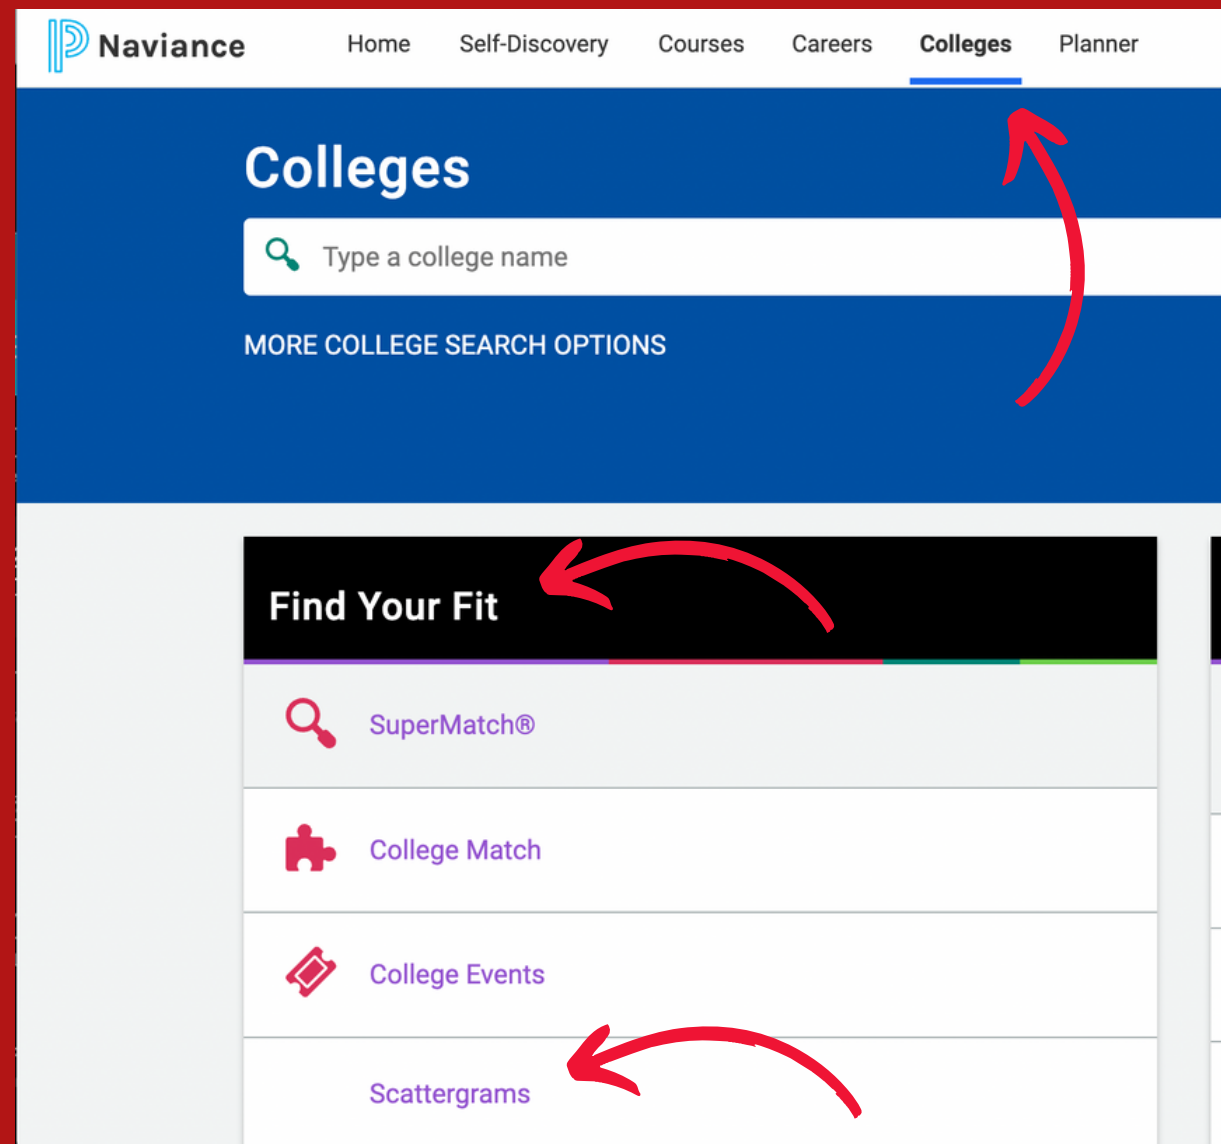 Naviance Home Self-Discovery Courses Careers Colleges Planner
Colleges
Type a college name
MORE COLLEGE SEARCH OPTIONS
Find Your Fit
SuperMatch®
College Match
College Events
Scattergrams